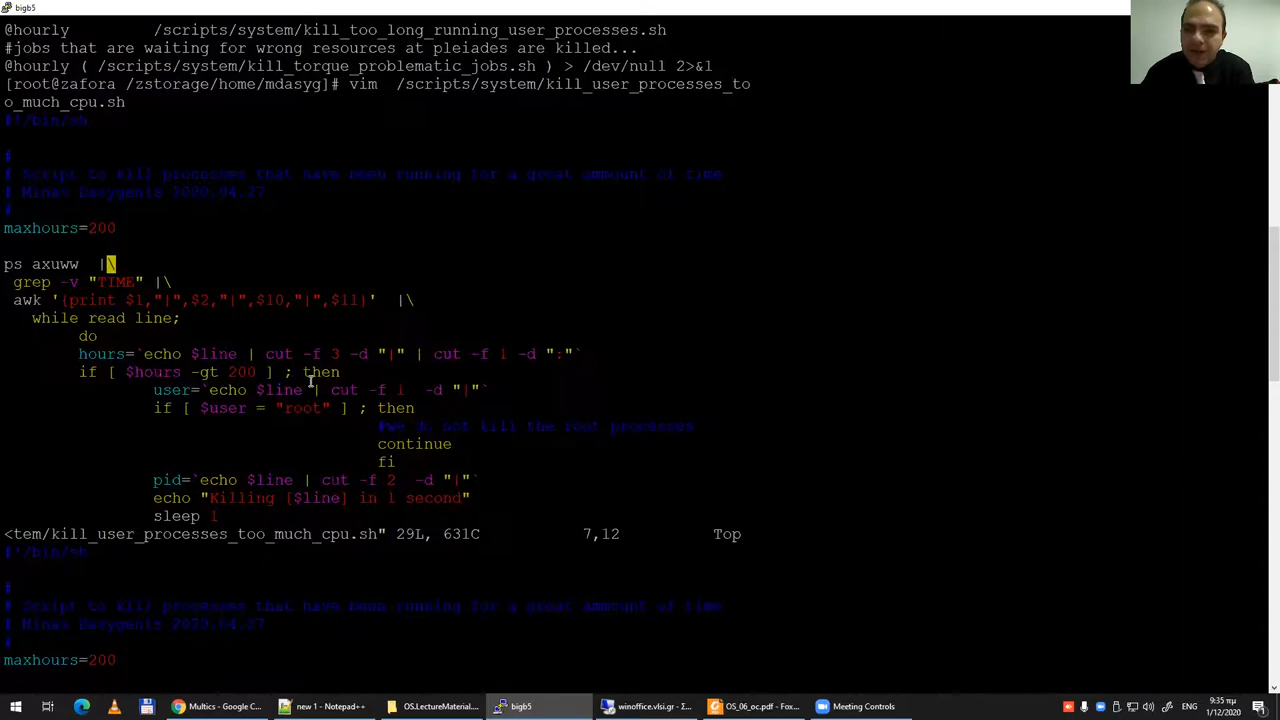 bigb5
@hourly /scripts/system/kill_too_long_running_user_processes.sh
#jobs that are waiting for wrong resources at pleiades are killed...
@hourly ( /scripts/system/kill_torque_problematic_jobs.sh ) > /dev/null 2>&1
[root@zafora /zstorage/home/mdasyg]# vim /scripts/system/kill_user_processes_to
o_much_cpu.sh
#!/bin/sh
#
# Script to kill processes that have been running for a great ammount of time
# Minas Dasygenis 2020.04.27
#
maxhours=200
ps axuww |\
grep -v "TIME" |\
awk '{print $1,"|",$2,"|",$10,"|",$11}' |\
while read line;
do
hours=`echo $line | cut -f 3 -d "|" | cut -f 1 -d ":"`
if [ $hours -gt 200 ] ; then
user=`echo $line | cut -f 1 -d "|"`
if [ $user = "root" ] ; then
#we do not kill the root processes
continue
fi
pid=`echo $line | cut -f 2 -d "|"`
echo "Killing [$line] in 1 second"
sleep 1
<tem/kill_user_processes_too_much_cpu.sh" 29L, 631C 7,12 Top
#!/bin/sh
#
# Script to kill processes that have been running for a great ammount of time
# Minas Dasygenis 2020.04.27
#
maxhours=200
Multics - Google C...
new 1 - Notepad++
OS.LectureMaterial...
bigb5
winoffice.vlsi.gr - Σ...
OS_06_oc.pdf - Fox...
Meeting Controls
ENG
9:35 πμ
1/12/2020